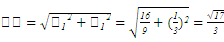 □□ = √(□₁² + □₁²) = √(16/9 + (1/3)²) = √17/3